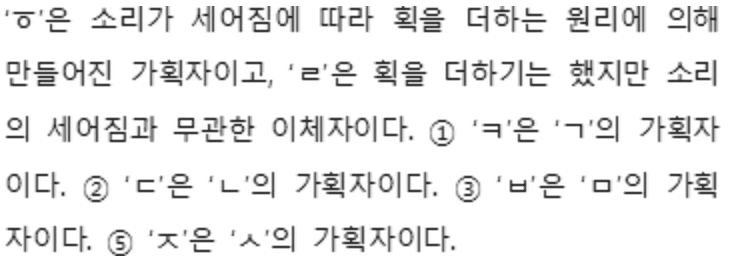 ‘ㆆ’은 소리가 세어짐에 따라 획을 더하는 원리에 의해
만들어진 가획자이고, ‘ㄹ’은 획을 더하기는 했지만 소리
의 세어짐과 무관한 이체자이다. ① ‘ㅋ’은 ‘ㄱ’의 가획자
이다. ② ‘ㄷ’은 ‘ㄴ’의 가획자이다. ③ ‘ㅂ’은 ‘ㅁ’의 가획
자이다. ⑤ ‘ㅈ’은 ‘ㅅ’의 가획자이다.